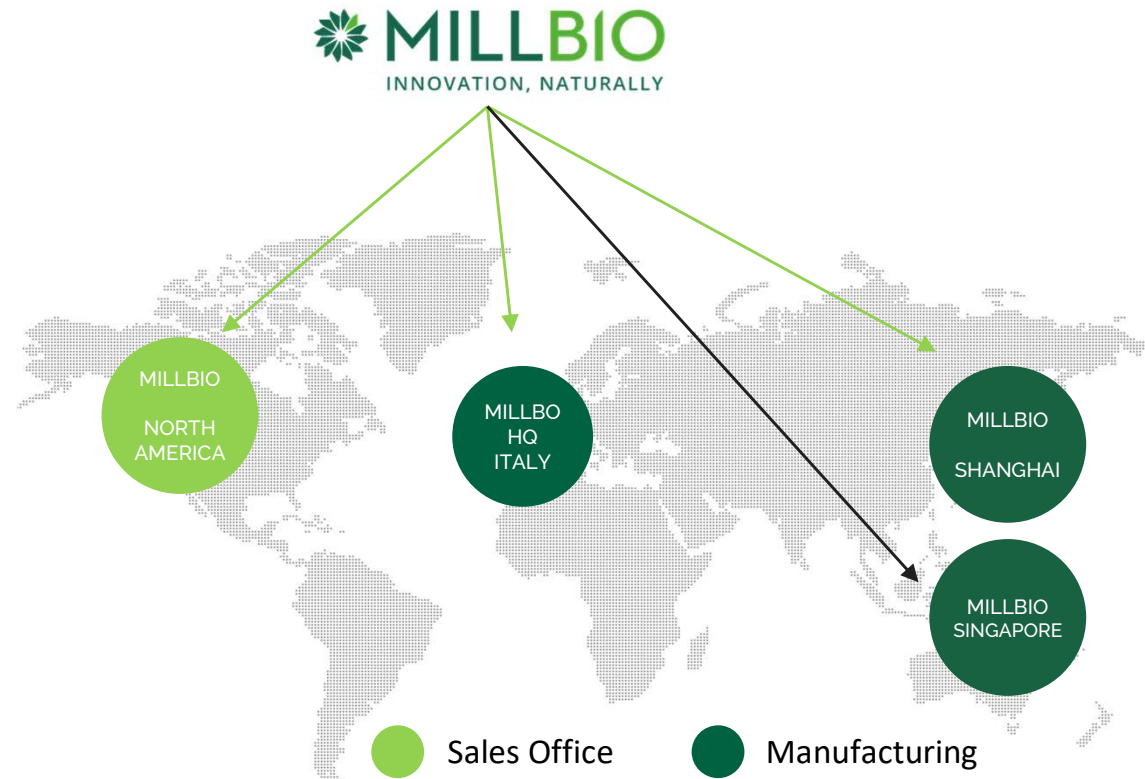 MILLBIO
INNOVATION, NATURALLY
MILLBIO
NORTH
AMERICA
MILLBO
HQ
ITALY
MILLBIO
SHANGHAI
MILLBIO
SINGAPORE
Sales Office
Manufacturing